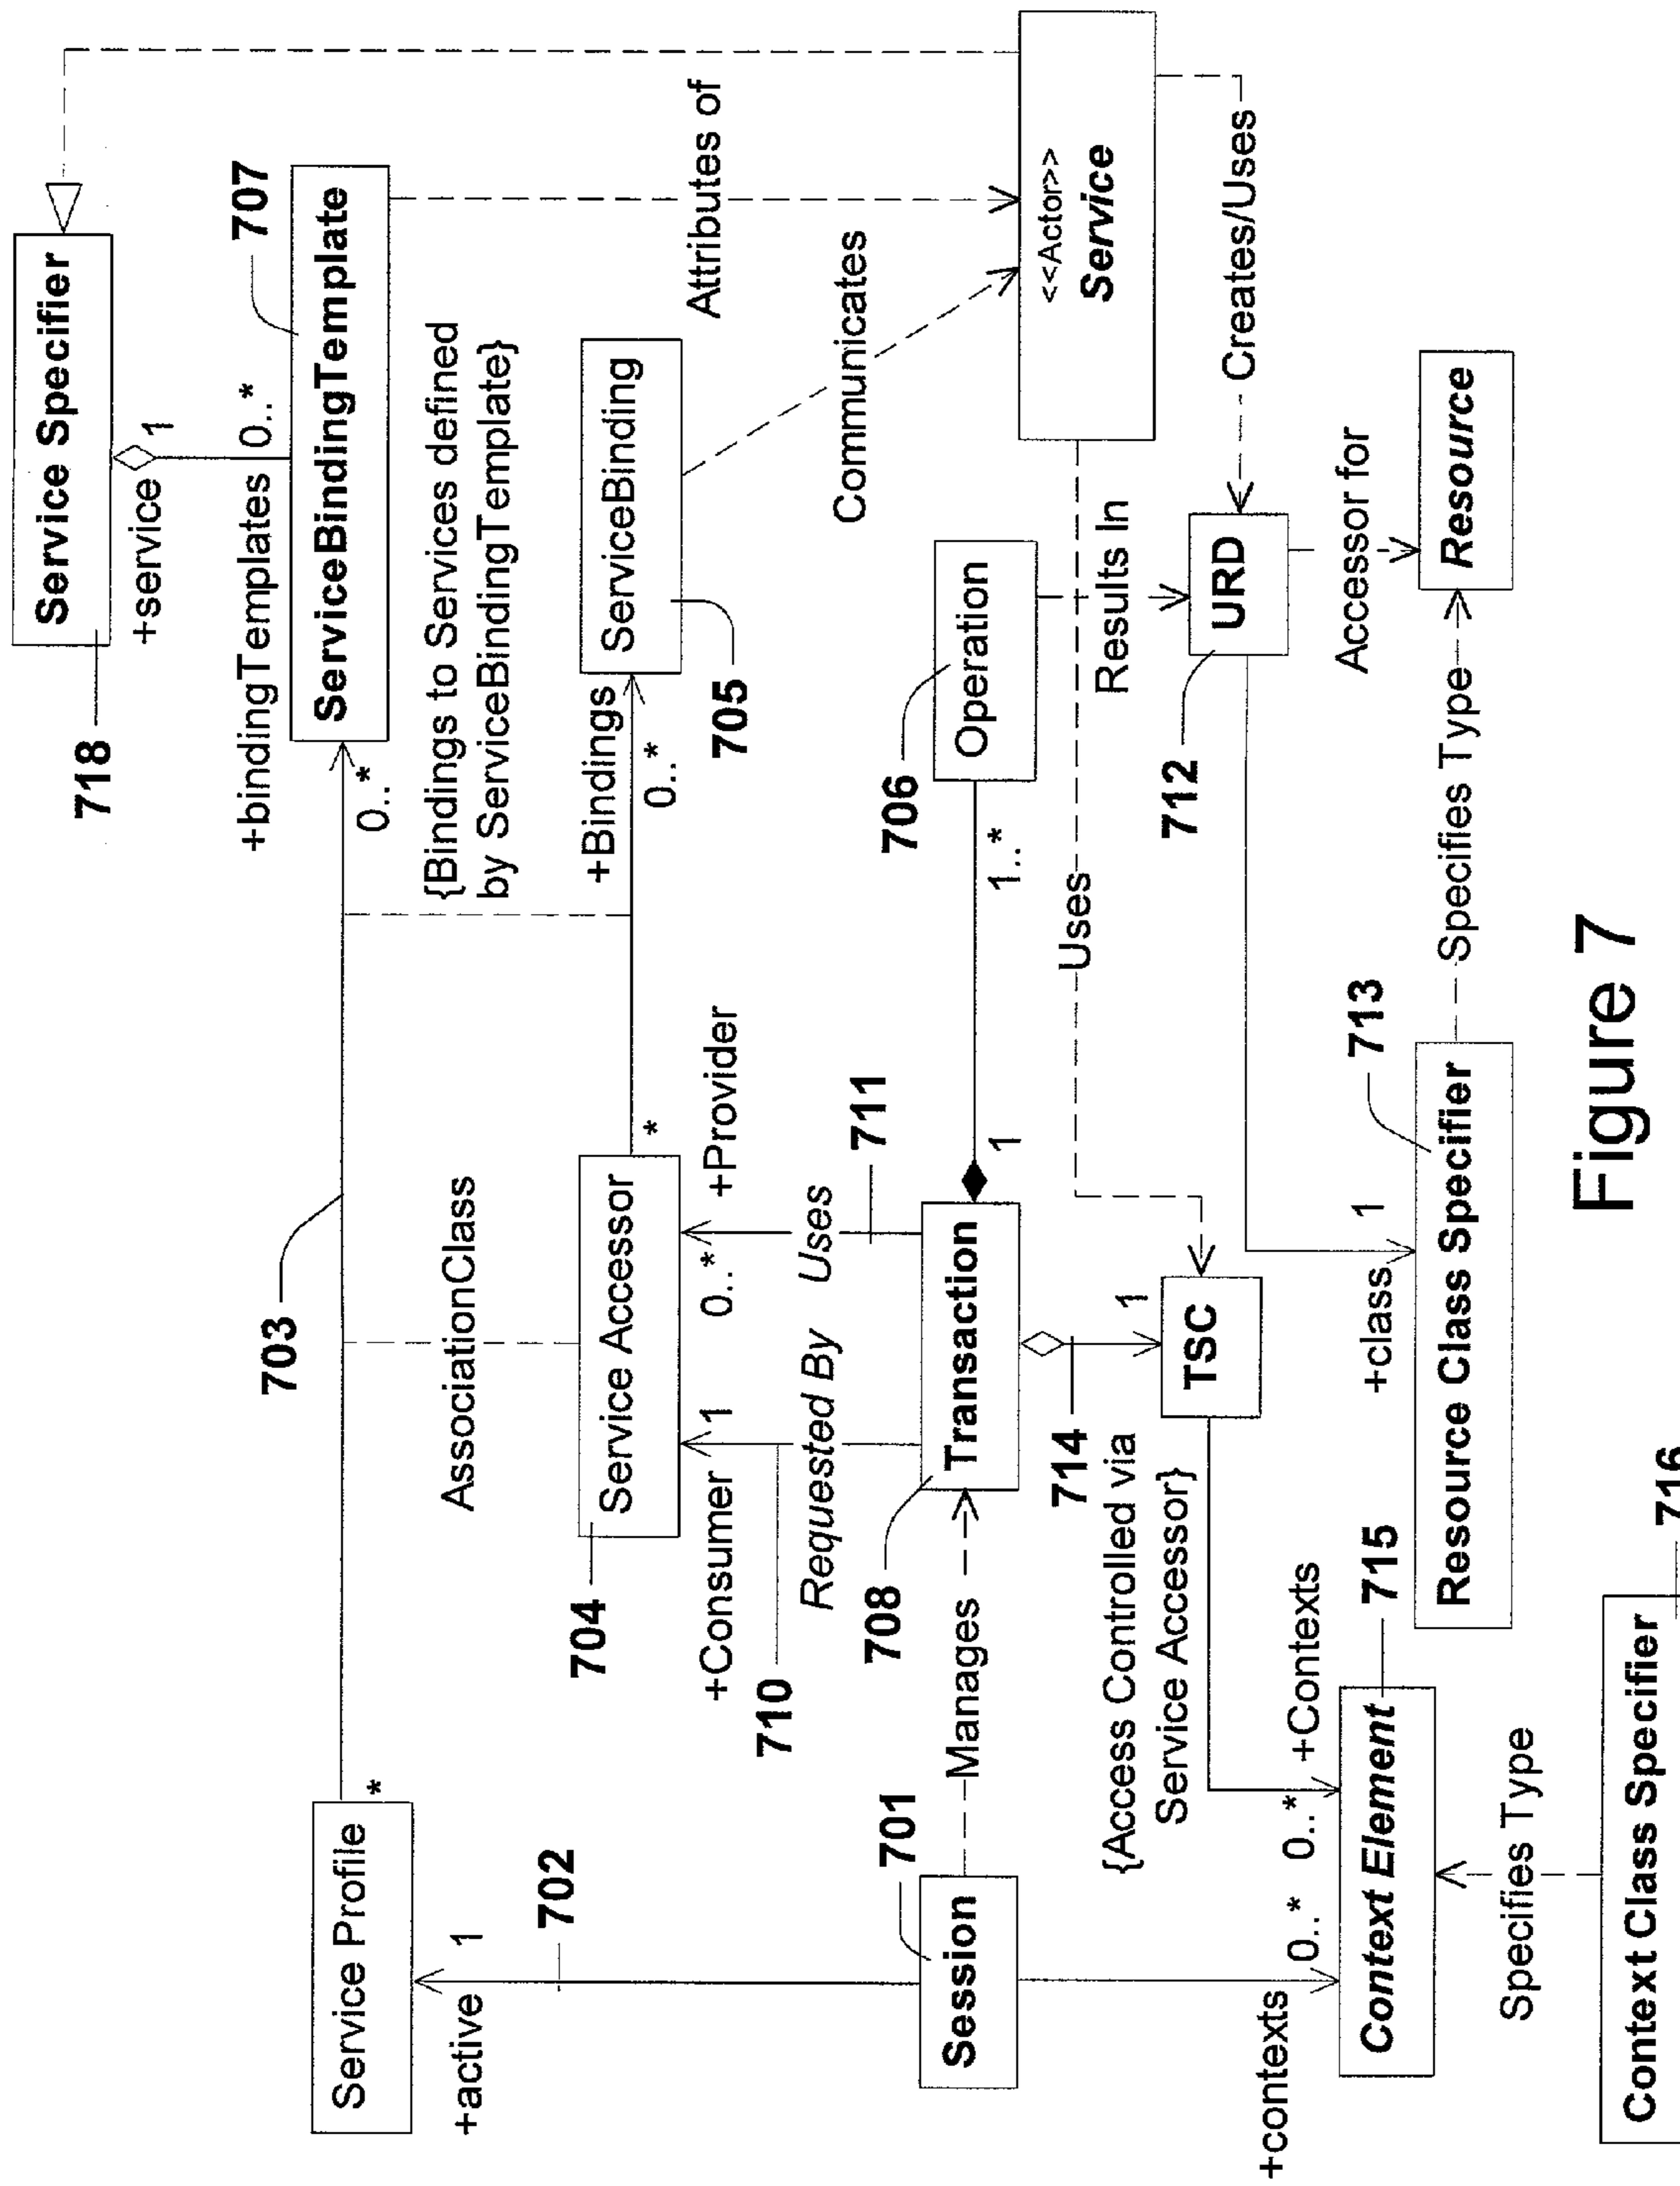 Service Specifier
718
+service
1
707
+bindingTemplates
0..*
Service Profile
*
703
0..*
ServiceBindingTemplate
{Bindings to Services defined
by ServiceBindingTemplate}
AssociationClass
+active
1
702
704
Service Accessor
*
+Bindings
0..*
ServiceBinding
705
Attributes of
Communicates
+Consumer
1
0..*
+Provider
710
Requested By
Uses
711
708
706
701
Session
Manages
Transaction
1
1..*
Operation
<<Actor>>
Service
714
1
Uses
Results In
{Access Controlled via
Service Accessor}
TSC
712
URD
Creates/Uses
+contexts
0..*
0..*
+Contexts
Context Element
715
+class
1
713
Accessor for
Resource Class Specifier
Specifies Type
Resource
Specifies Type
Context Class Specifier
716
Figure 7